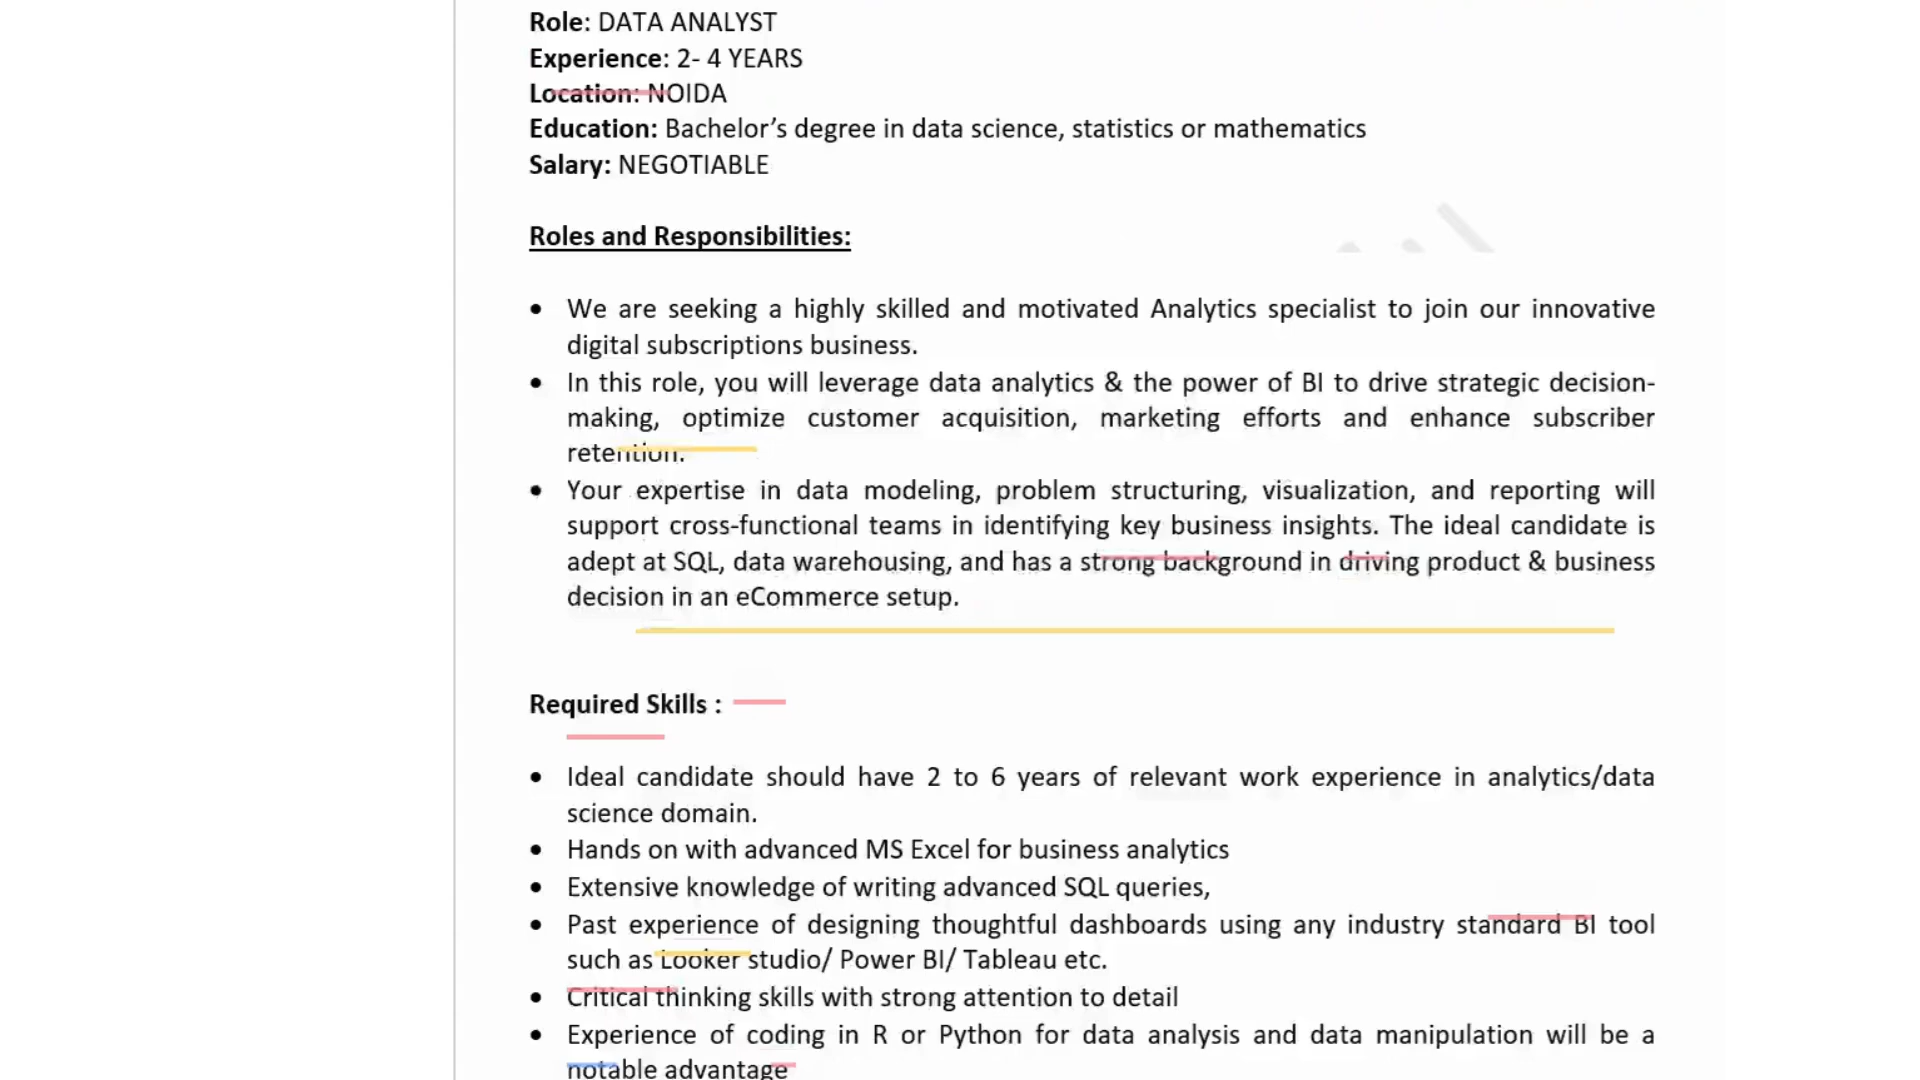 Role: DATA ANALYST
Experience: 2- 4 YEARS
Location: NOIDA
Education: Bachelor’s degree in data science, statistics or mathematics
Salary: NEGOTIABLE
Roles and Responsibilities:
• We are seeking a highly skilled and motivated Analytics specialist to join our innovative
digital subscriptions business.
• In this role, you will leverage data analytics & the power of BI to drive strategic decision-
making, optimize customer acquisition, marketing efforts and enhance subscriber
retention.
• Your expertise in data modeling, problem structuring, visualization, and reporting will
support cross-functional teams in identifying key business insights. The ideal candidate is
adept at SQL, data warehousing, and has a strong background in driving product & business
decision in an eCommerce setup.
Required Skills :
• Ideal candidate should have 2 to 6 years of relevant work experience in analytics/data
science domain.
• Hands on with advanced MS Excel for business analytics
• Extensive knowledge of writing advanced SQL queries,
• Past experience of designing thoughtful dashboards using any industry standard BI tool
such as Looker studio/ Power BI/ Tableau etc.
• Critical thinking skills with strong attention to detail
• Experience of coding in R or Python for data analysis and data manipulation will be a
notable advantage